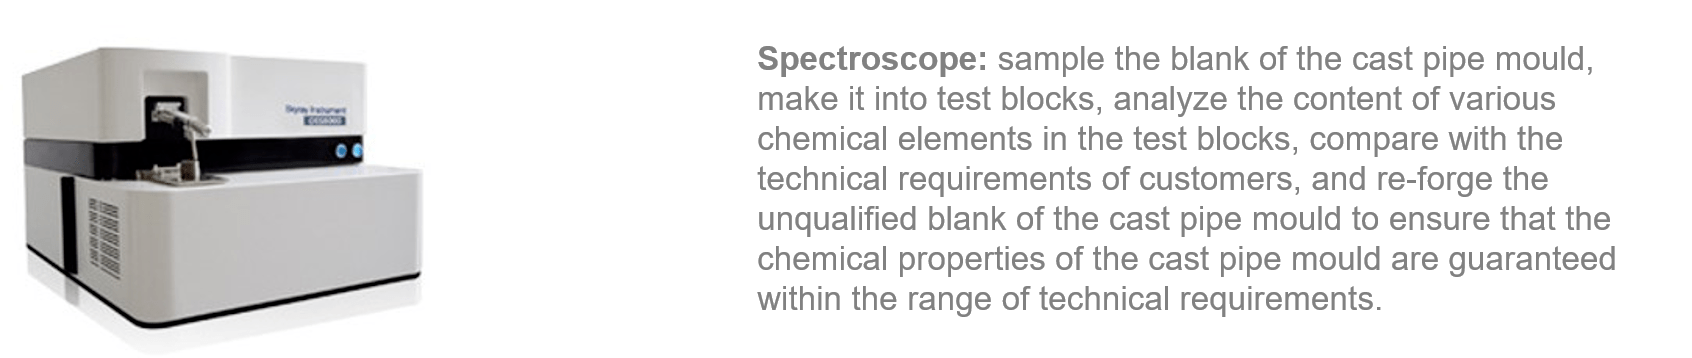 Skyray Instrument
Spectroscope: sample the blank of the cast pipe mould,
make it into test blocks, analyze the content of various
chemical elements in the test blocks, compare with the
technical requirements of customers, and re-forge the
unqualified blank of the cast pipe mould to ensure that the
chemical properties of the cast pipe mould are guaranteed
within the range of technical requirements.